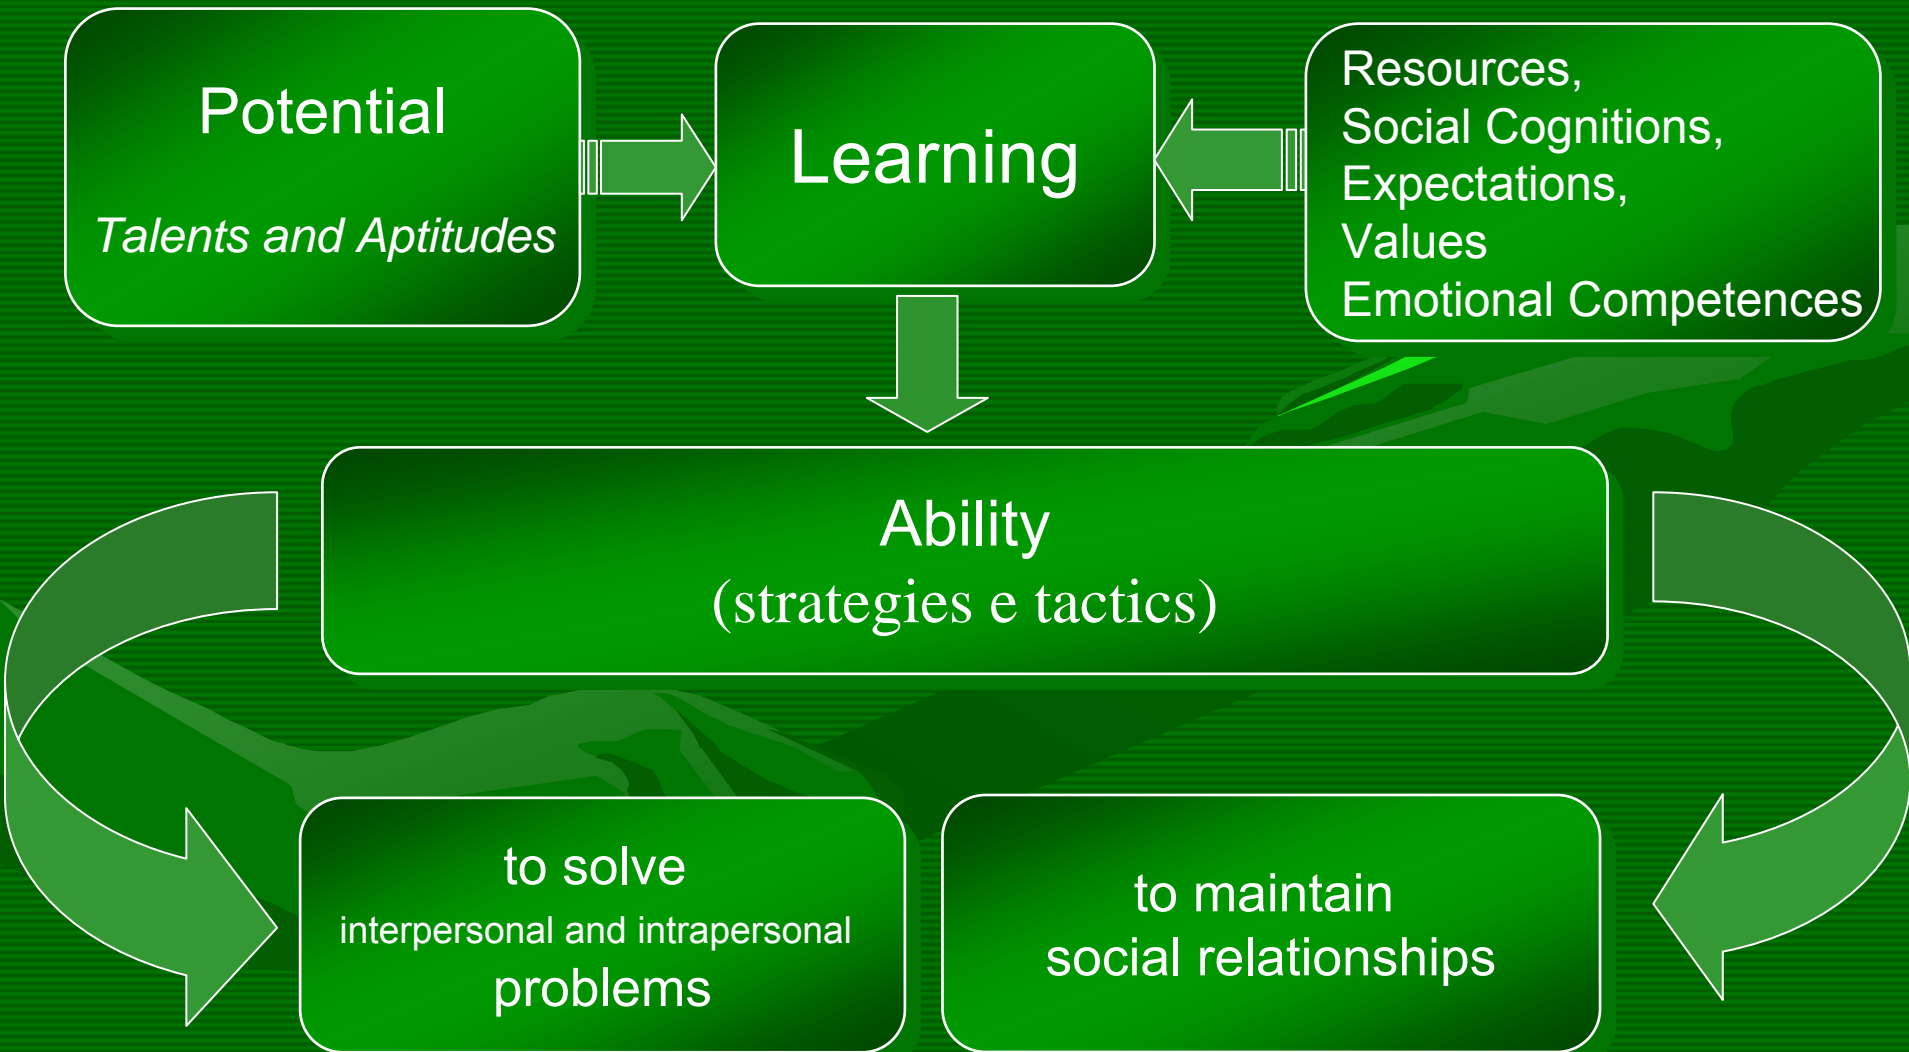 Potential
Talents and Aptitudes
Learning
Resources,
Social Cognitions,
Expectations,
Values
Emotional Competences
Ability
(strategies e tactics)
to solve
interpersonal and intrapersonal
problems
to maintain
social relationships